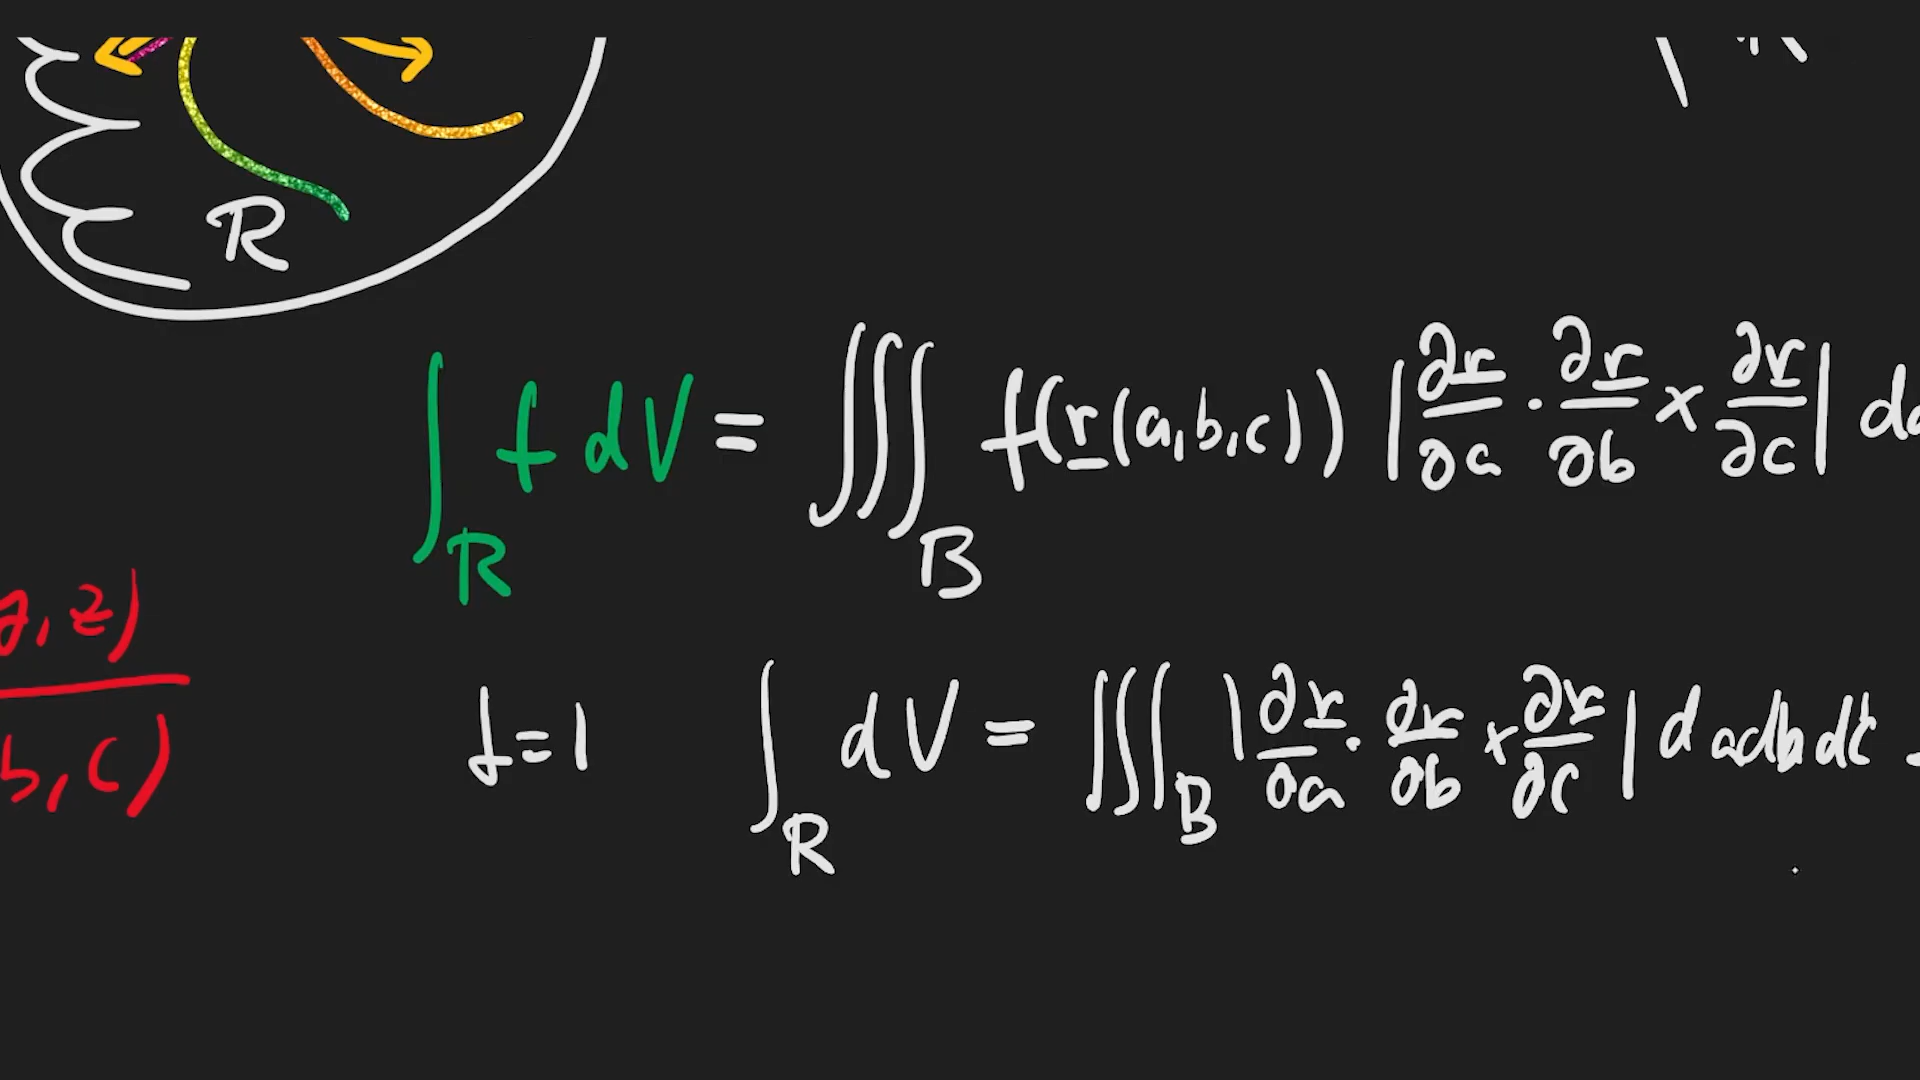 R
∫_R f dV = ∭_B f(r(a,b,c)) |∂r/∂a · ∂r/∂b × ∂r/∂c|
, z)
b, c)
f=1 ∫_R dV = ∭_B |∂r/∂a · ∂r/∂b × ∂r/∂c| da db dc